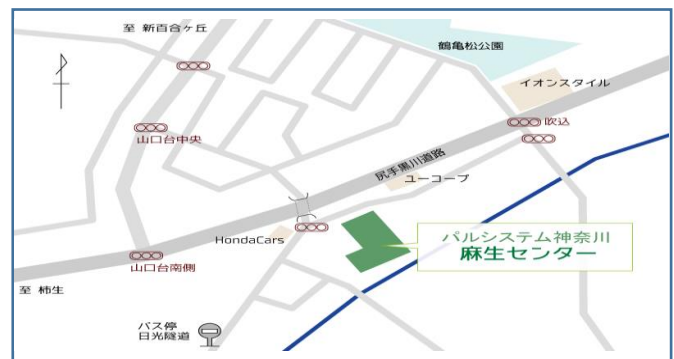 至 新百合ヶ丘
鶴亀松公園
イオンスタイル
吹込
山口台中央
尻手黒川道路
ユーコープ
HondaCars
パルシステム神奈川
麻生センター
山口台南側
至 柿生
バス停
日光隧道